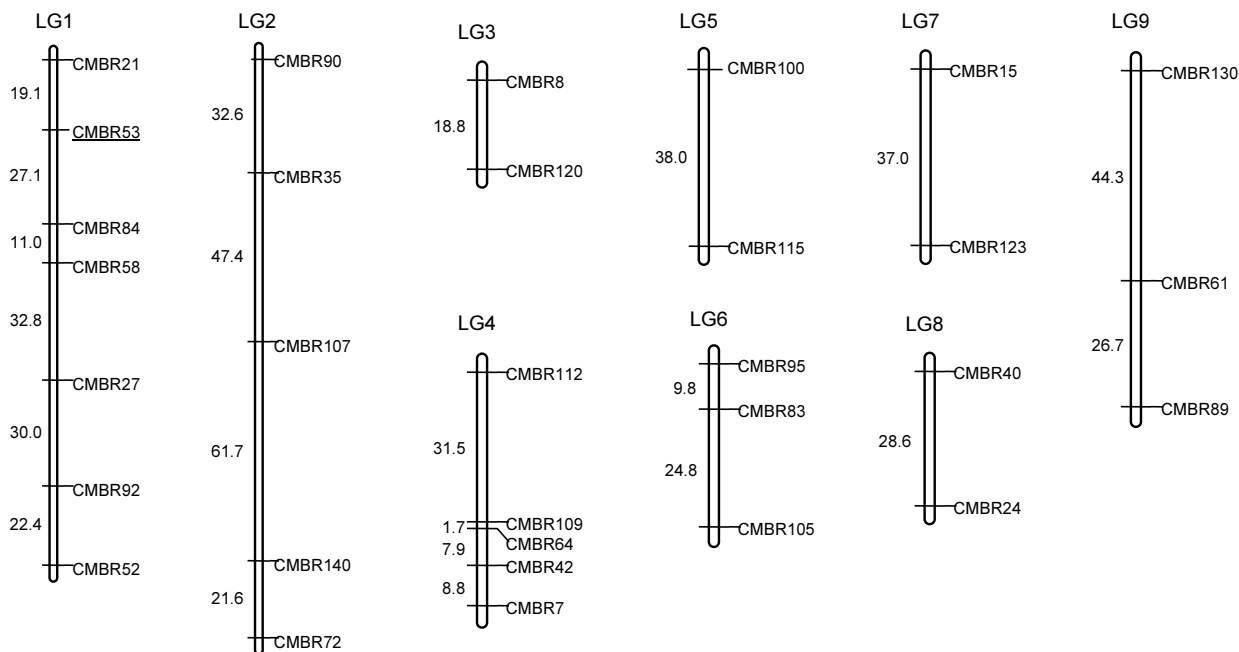 LG1
CMBR21
19.1
CMBR53
27.1
CMBR84
11.0
CMBR58
32.8
CMBR27
30.0
CMBR92
22.4
CMBR52
LG2
CMBR90
32.6
CMBR35
47.4
CMBR107
61.7
CMBR140
21.6
CMBR72
LG3
CMBR8
18.8
CMBR120
LG4
CMBR112
31.5
CMBR109
1.7
CMBR64
7.9
CMBR42
8.8
CMBR7
LG5
CMBR100
38.0
CMBR115
LG6
CMBR95
9.8
CMBR83
24.8
CMBR105
LG7
CMBR15
37.0
CMBR123
LG8
CMBR40
28.6
CMBR24
LG9
CMBR130
44.3
CMBR61
26.7
CMBR89